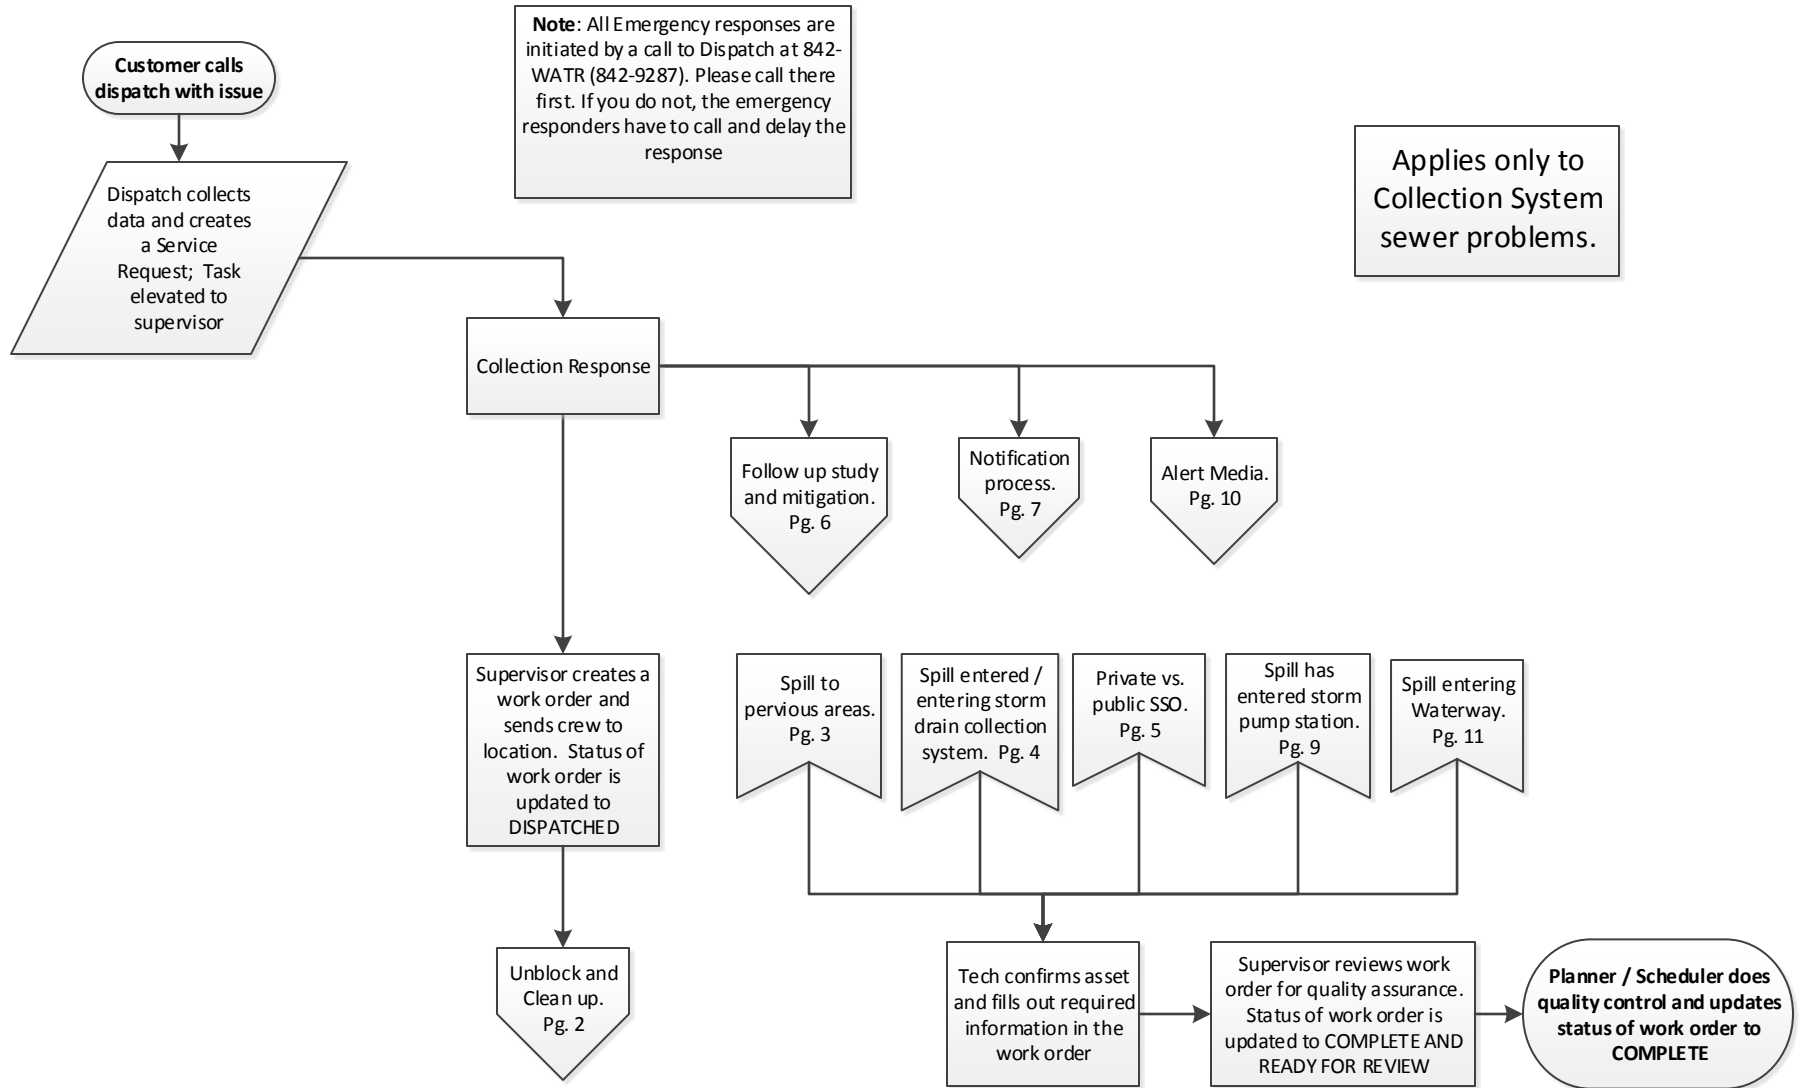 Customer calls
dispatch with issue
Note: All Emergency responses are
initiated by a call to Dispatch at 842-
WATR (842-9287). Please call there
first. If you do not, the emergency
responders have to call and delay the
response
Applies only to
Collection System
sewer problems.
Dispatch collects
data and creates
a Service
Request; Task
elevated to
supervisor
Collection Response
Follow up study
and mitigation.
Pg. 6
Notification
process.
Pg. 7
Alert Media.
Pg. 10
Supervisor creates a
work order and
sends crew to
location. Status of
work order is
updated to
DISPATCHED
Spill to
pervious areas.
Pg. 3
Spill entered /
entering storm
drain collection
system. Pg. 4
Private vs.
public SSO.
Pg. 5
Spill has
entered storm
pump station.
Pg. 9
Spill entering
Waterway.
Pg. 11
Unblock and
Clean up.
Pg. 2
Tech confirms asset
and fills out required
information in the
work order
Supervisor reviews work
order for quality assurance.
Status of work order is
updated to COMPLETE AND
READY FOR REVIEW
Planner / Scheduler does
quality control and updates
status of work order to
COMPLETE